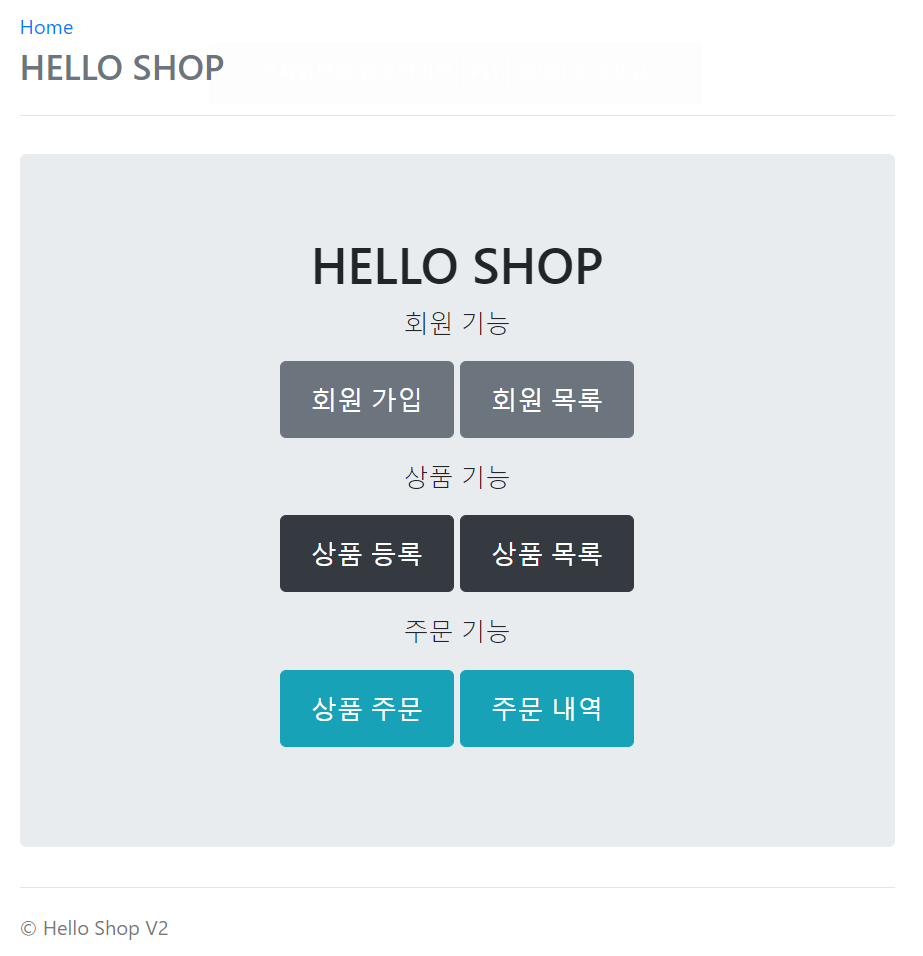 Home
HELLO SHOP
HELLO SHOP
회원 기능
회원 가입 회원 목록
상품 기능
상품 등록 상품 목록
주문 기능
상품 주문 주문 내역
© Hello Shop V2